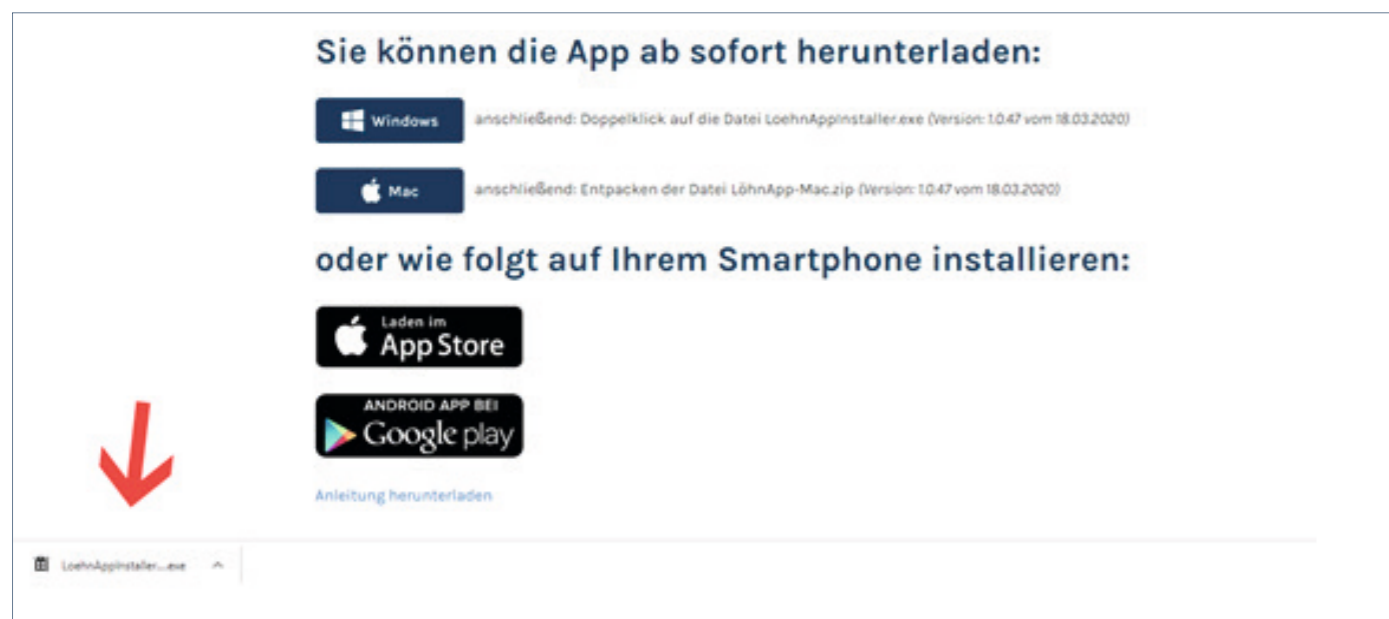 Sie können die App ab sofort herunterladen:
Windows anschließend: Doppelklick auf die Datei LoehnAppInstaller.exe (Version: 1.0.47 vom 18.03.2020)
Mac anschließend: Entpacken der Datei LöhnApp-Mac.zip (Version: 1.0.47 vom 18.03.2020)
oder wie folgt auf Ihrem Smartphone installieren:
Laden im
App Store
ANDROID APP BEI
Google play
Anleitung herunterladen
LoehnAppInstaller....exe